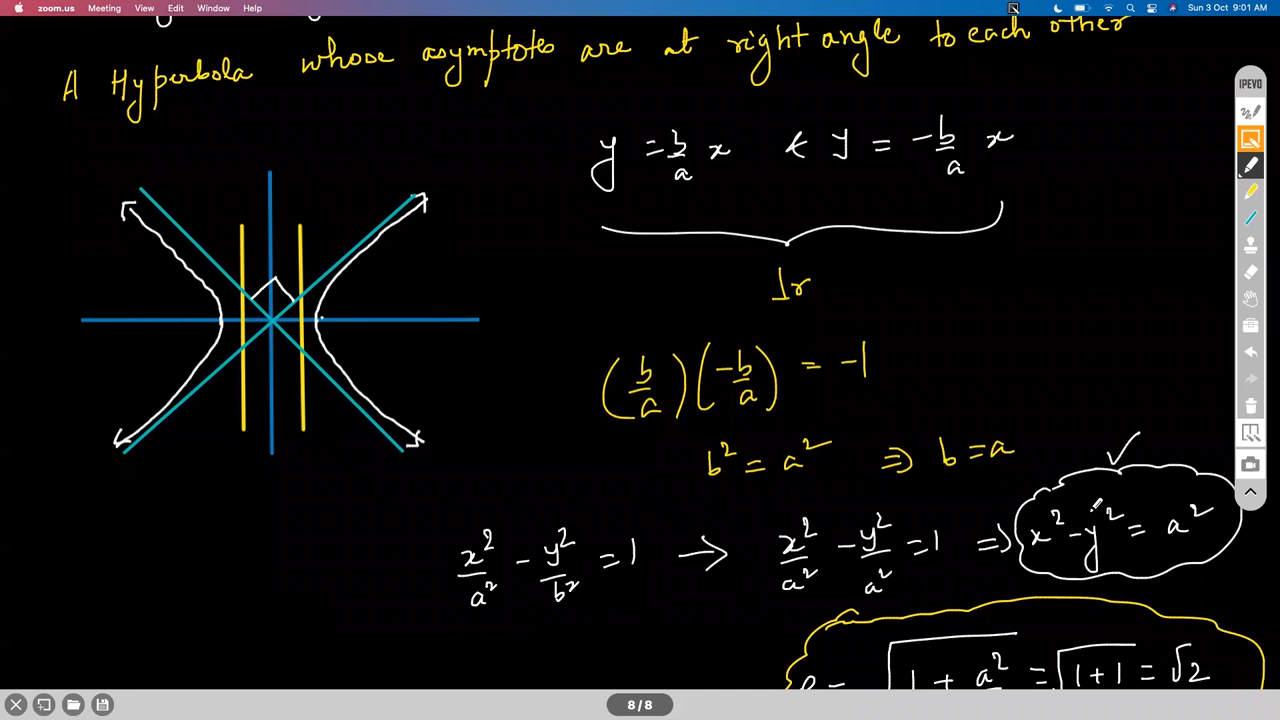 zoom.us Meeting View Edit Window Help Sun 3 Oct 9:01 AM
A Hyperbola whose asymptotes are at right angle to each other
IPEVO
y = b/a x & y = -b/a x
⊥r
(b/a)(-b/a) = -1
b² = a² ⇒ b = a
x²/a² - y²/b² = 1 → x²/a² - y²/a² = 1 ⇒ x² - y² = a²
√1 + a² = √1+1 = √2
8/8